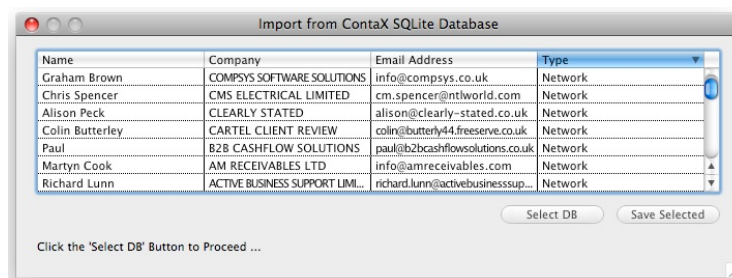 Import from ContaX SQLite Database
Name Company Email Address Type
Graham Brown COMPSYS SOFTWARE SOLUTIONS info@compsys.co.uk Network
Chris Spencer CMS ELECTRICAL LIMITED cm.spencer@ntlworld.com Network
Alison Peck CLEARLY STATED alison@clearly-stated.co.uk Network
Colin Butterley CARTEL CLIENT REVIEW colin@butterly44.freeserve.co.uk Network
Paul B2B CASHFLOW SOLUTIONS paul@b2bcashflowsolutions.co.uk Network
Martyn Cook AM RECEIVABLES LTD info@amreceivables.com Network
Richard Lunn ACTIVE BUSINESS SUPPORT LIMI... richard.lunn@activebusinesssup... Network
Select DB Save Selected
Click the 'Select DB' Button to Proceed ...